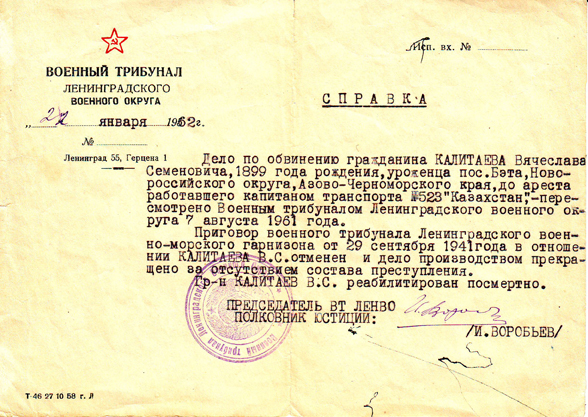 ВОЕННЫЙ ТРИБУНАЛ
ЛЕНИНГРАДСКОГО
ВОЕННОГО ОКРУГА
января 1962г.
№
Ленинград 55, Герцена 1
Исп. вх. №
СПРАВКА
Дело по обвинению гражданина КАЛИТАЕВА Вячеслава
Семеновича, 1899 года рождения, уроженца пос.Бэта, Ново-
российского округа, Азово-Черноморского края, до ареста
работавшего капитаном транспорта №523"Казахстан",-пере-
смотрено Военным трибуналом Ленинградского военного ок-
руга 7 августа 1961 года.
Приговор военного трибунала Ленинградского воен-
но-морского гарнизона от 29 сентября 1941года в отноше-
нии КАЛИТАЕВА В.С.отменен и дело производством прекра-
щено за отсутствием состава преступления.
Гр-н КАЛИТАЕВ В.С. реабилитирован посмертно.
ПРЕДСЕДАТЕЛЬ ВТ ЛЕНВО
ПОЛКОВНИК ЮСТИЦИИ:
/И.ВОРОБЬЕВ/
Т-46 27 10 58 г. Л